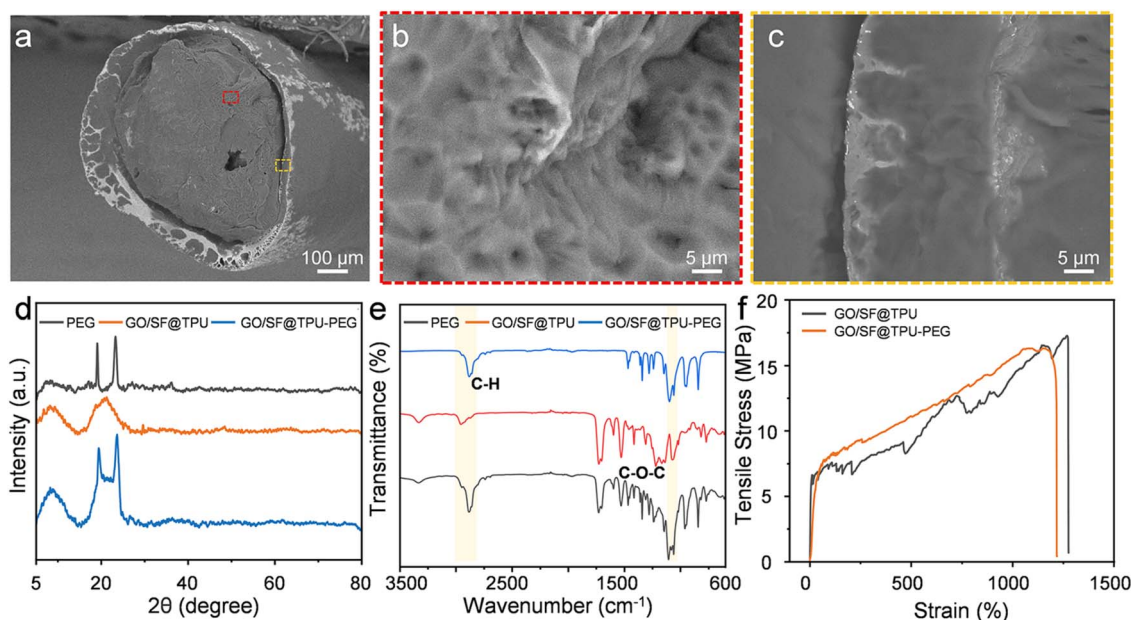 a
100 μm
b
5 μm
c
5 μm
d
PEG GO/SF@TPU GO/SF@TPU-PEG
Intensity (a.u.)
5 20 40 60 80
2θ (degree)
e
PEG GO/SF@TPU GO/SF@TPU-PEG
Transmittance (%)
C-H
C-O-C
3500 2500 1500 600
Wavenumber (cm⁻¹)
f
GO/SF@TPU
GO/SF@TPU-PEG
Tensile Stress (MPa)
20
15
10
5
0
0 500 1000 1500
Strain (%)